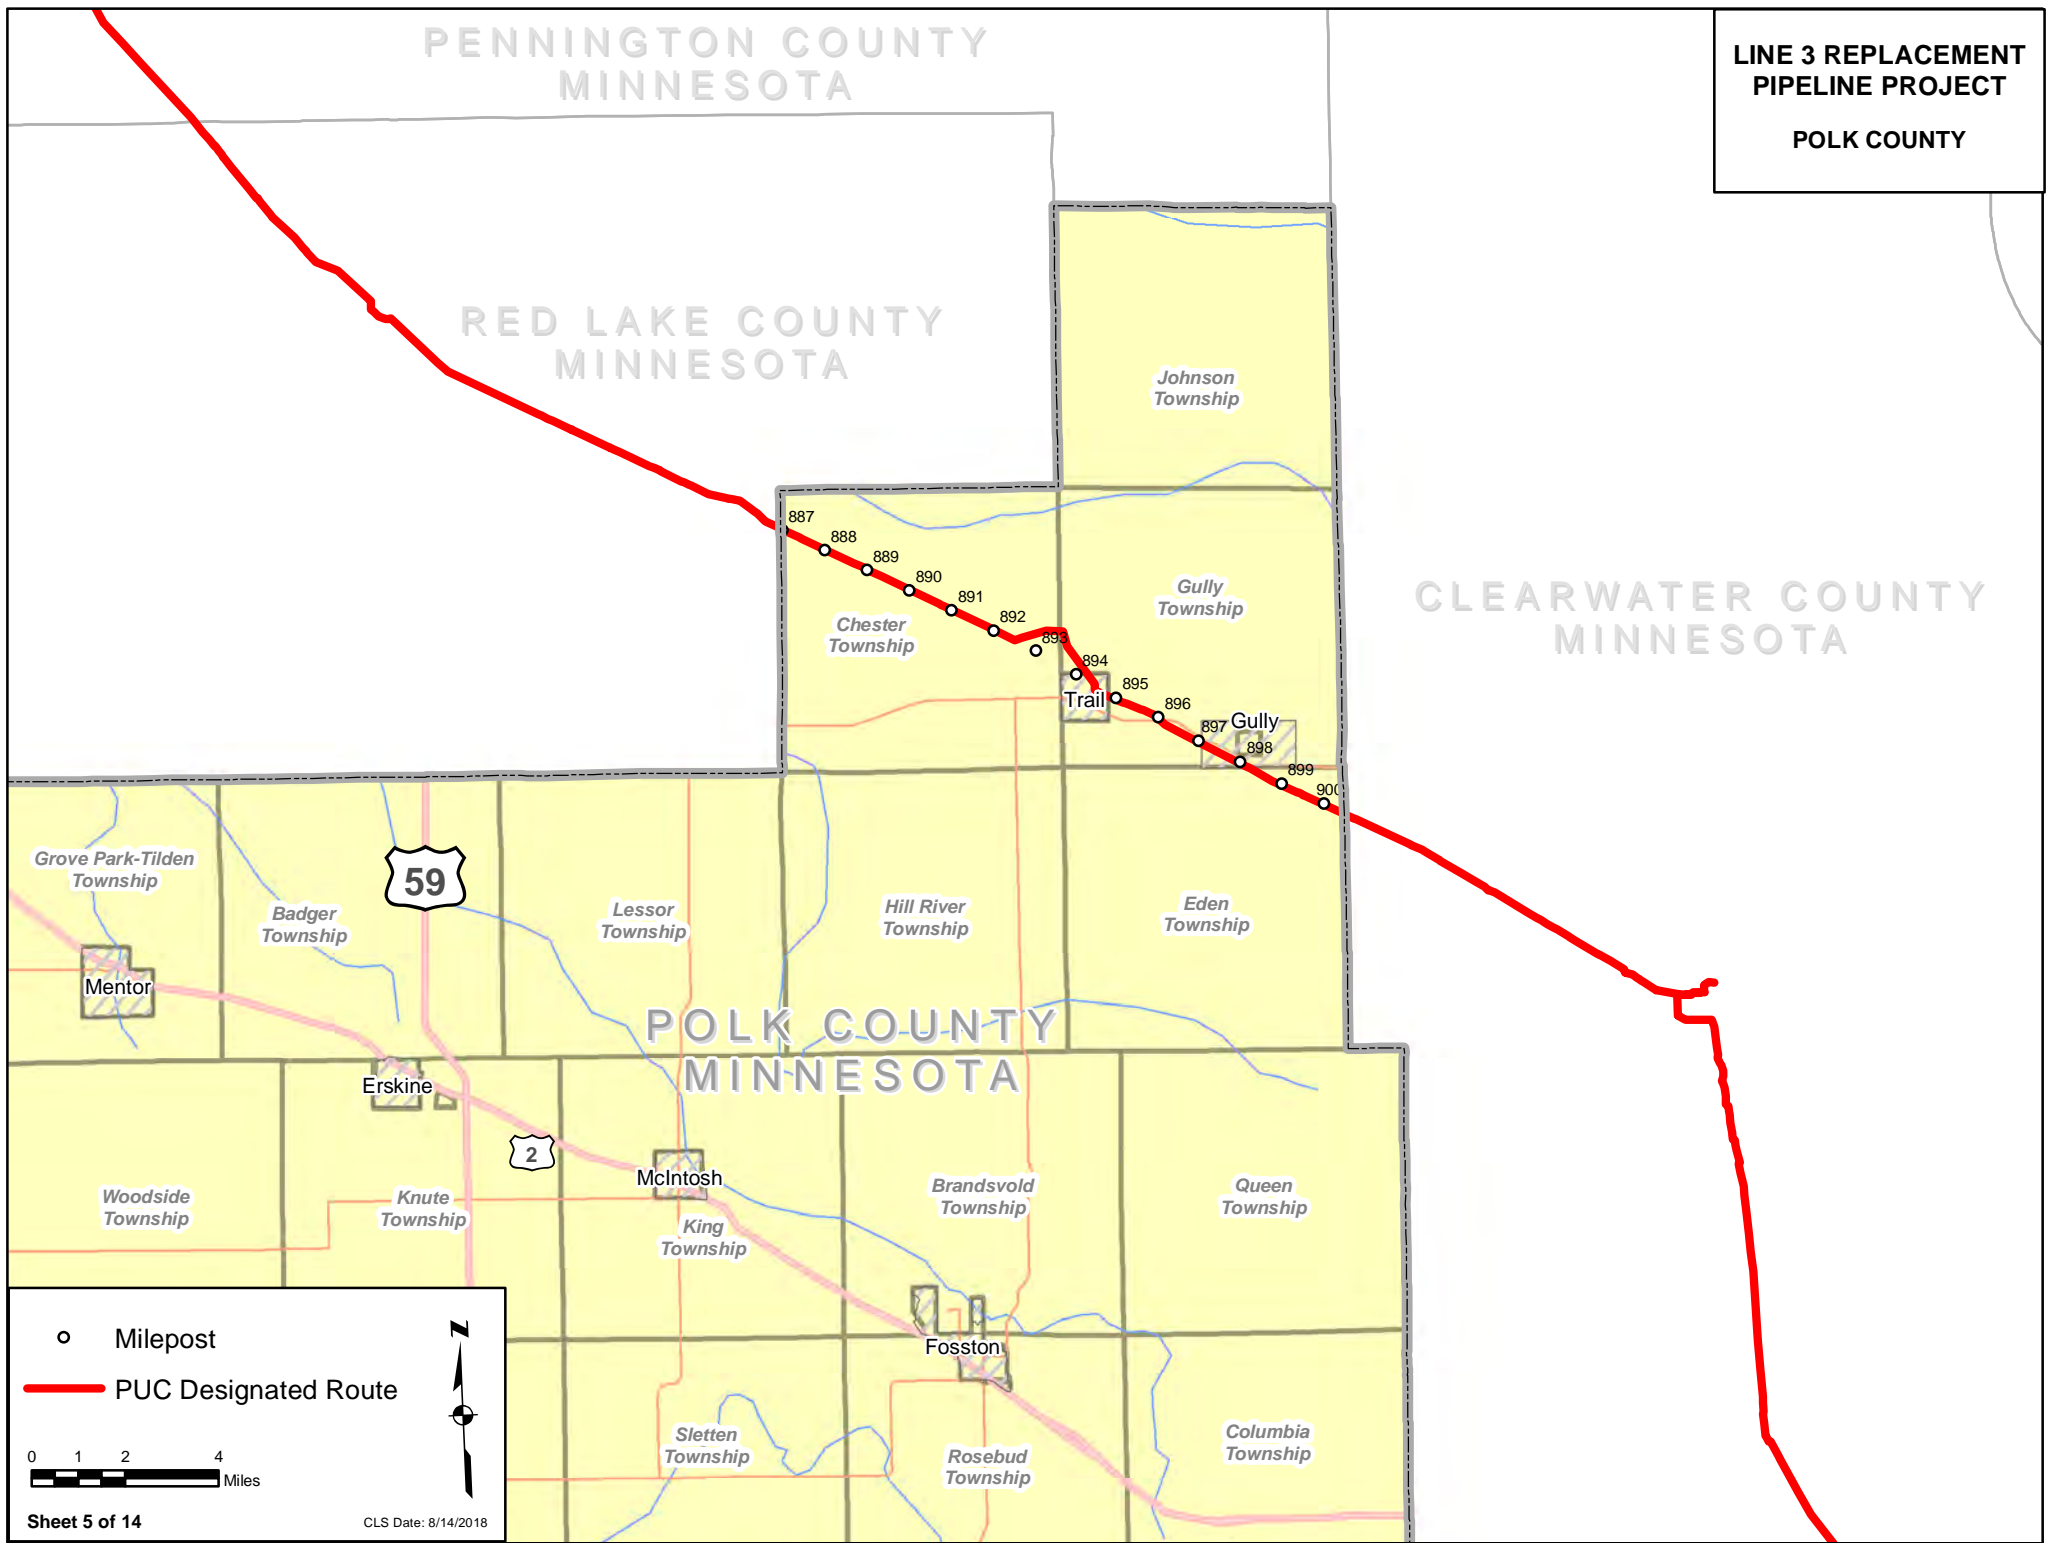 PENNINGTON COUNTY
MINNESOTA
LINE 3 REPLACEMENT
PIPELINE PROJECT
POLK COUNTY
RED LAKE COUNTY
MINNESOTA
Johnson
Township
887
888
889
890
891
892
893
894
895
896
897
898
899
900
Chester
Township
Gully
Township
Trail
Gully
CLEARWATER COUNTY
MINNESOTA
Grove Park-Tilden
Township
59
Badger
Township
Lessor
Township
Hill River
Township
Eden
Township
Mentor
POLK COUNTY
MINNESOTA
Erskine
2
McIntosh
Woodside
Township
Knute
Township
King
Township
Brandsvold
Township
Queen
Township
Fosston
Sletten
Township
Rosebud
Township
Columbia
Township
Milepost
PUC Designated Route
N
0 1 2 4
Miles
Sheet 5 of 14
CLS Date: 8/14/2018